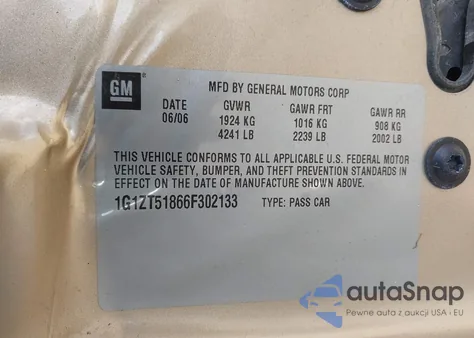 GM
MFD BY GENERAL MOTORS CORP
DATE GVWR GAWR FRT GAWR RR
06/06 1924 KG 1016 KG 908 KG
4241 LB 2239 LB 2002 LB
THIS VEHICLE CONFORMS TO ALL APPLICABLE U.S. FEDERAL MOTOR
VEHICLE SAFETY, BUMPER, AND THEFT PREVENTION STANDARDS IN
EFFECT ON THE DATE OF MANUFACTURE SHOWN ABOVE.
1G1ZT51866F302133 TYPE: PASS CAR
autoSnap
Pewne auta z aukcji USA i EU